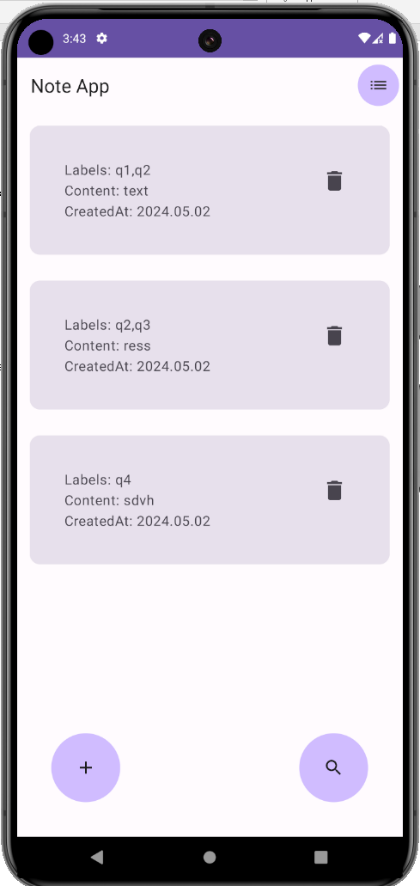 3:43
Note App
Labels: q1,q2
Content: text
CreatedAt: 2024.05.02
Labels: q2,q3
Content: ress
CreatedAt: 2024.05.02
Labels: q4
Content: sdvh
CreatedAt: 2024.05.02